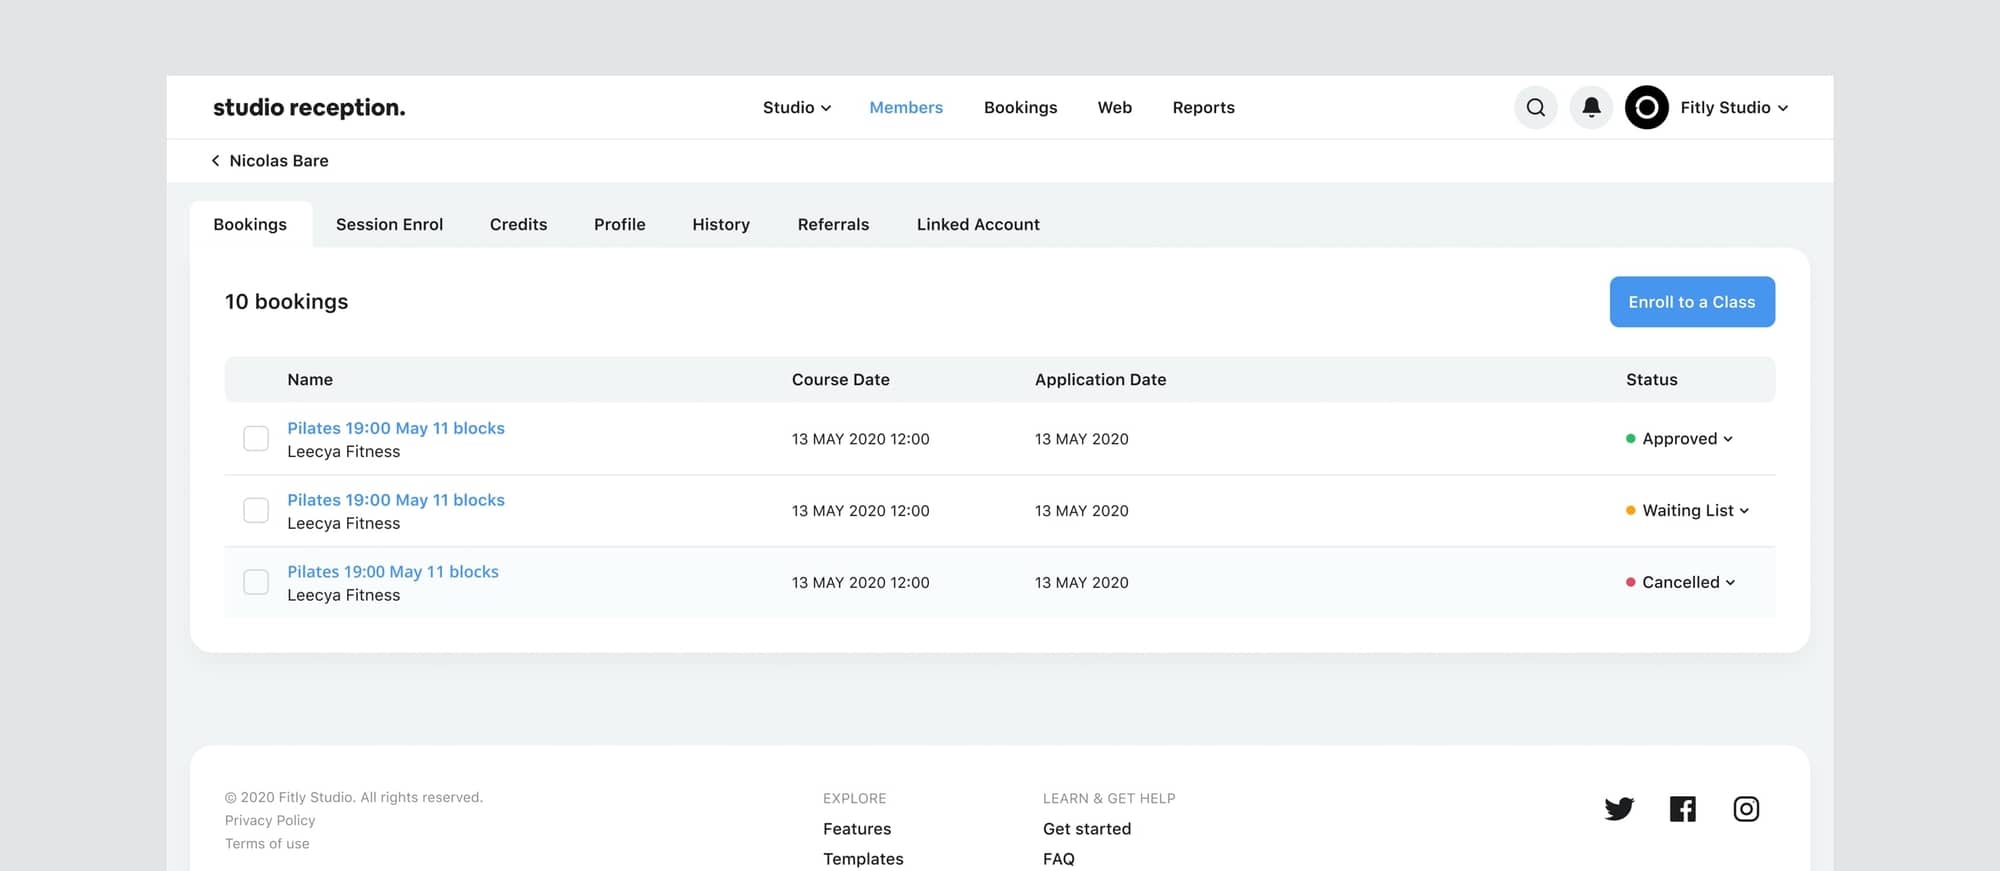 studio reception.
Studio
Members
Bookings
Web
Reports
Fitly Studio
Nicolas Bare
Bookings
Session Enrol
Credits
Profile
History
Referrals
Linked Account
10 bookings
Enroll to a Class
Name
Course Date
Application Date
Status
Pilates 19:00 May 11 blocks
Leecya Fitness
13 MAY 2020 12:00
13 MAY 2020
Approved
Pilates 19:00 May 11 blocks
Leecya Fitness
13 MAY 2020 12:00
13 MAY 2020
Waiting List
Pilates 19:00 May 11 blocks
Leecya Fitness
13 MAY 2020 12:00
13 MAY 2020
Cancelled
© 2020 Fitly Studio. All rights reserved.
Privacy Policy
Terms of use
EXPLORE
Features
Templates
LEARN & GET HELP
Get started
FAQ